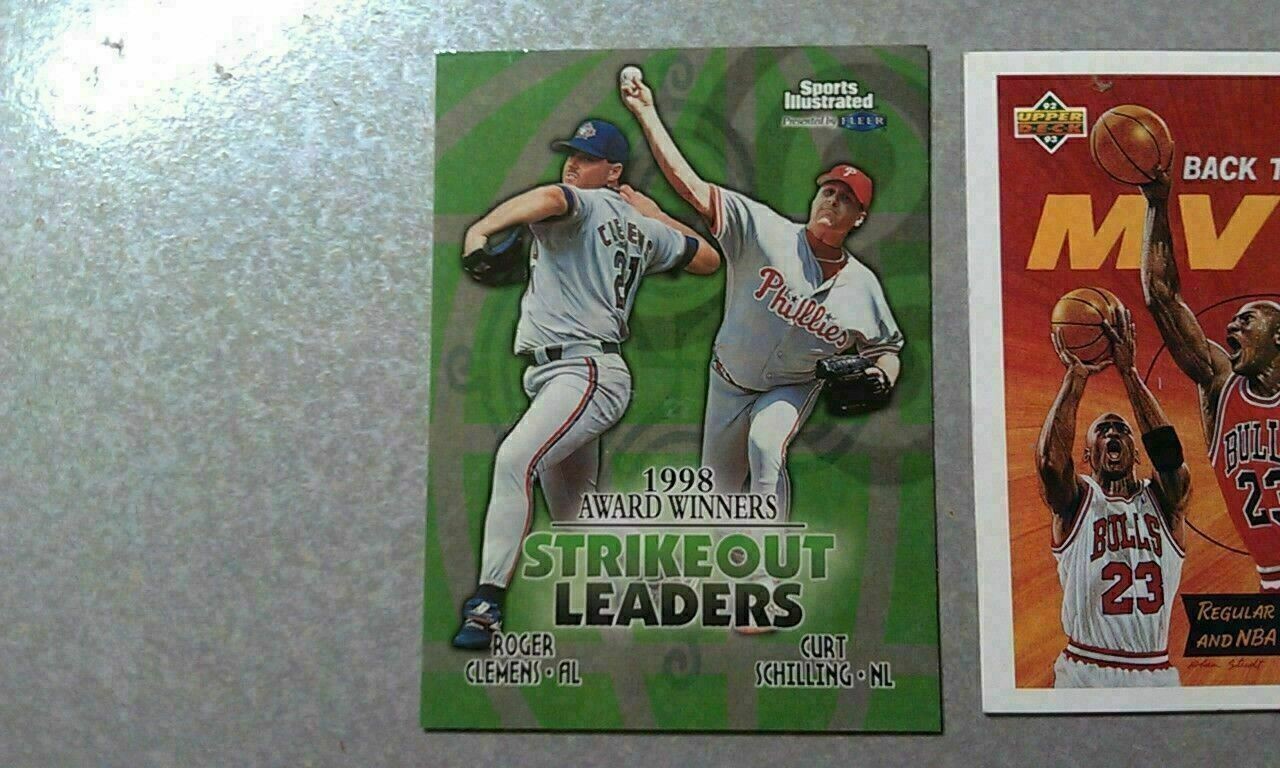 Sports
Illustrated
Presented by FLEER
CLEMENS
21
P
Phillies
1998
AWARD WINNERS
STRIKEOUT
LEADERS
ROGER
CLEMENS • AL
CURT
SCHILLING • NL
92
UPPER
DECK
93
BACK T
MV
BULLS
23
BULLS
23
REGULAR
AND NBA